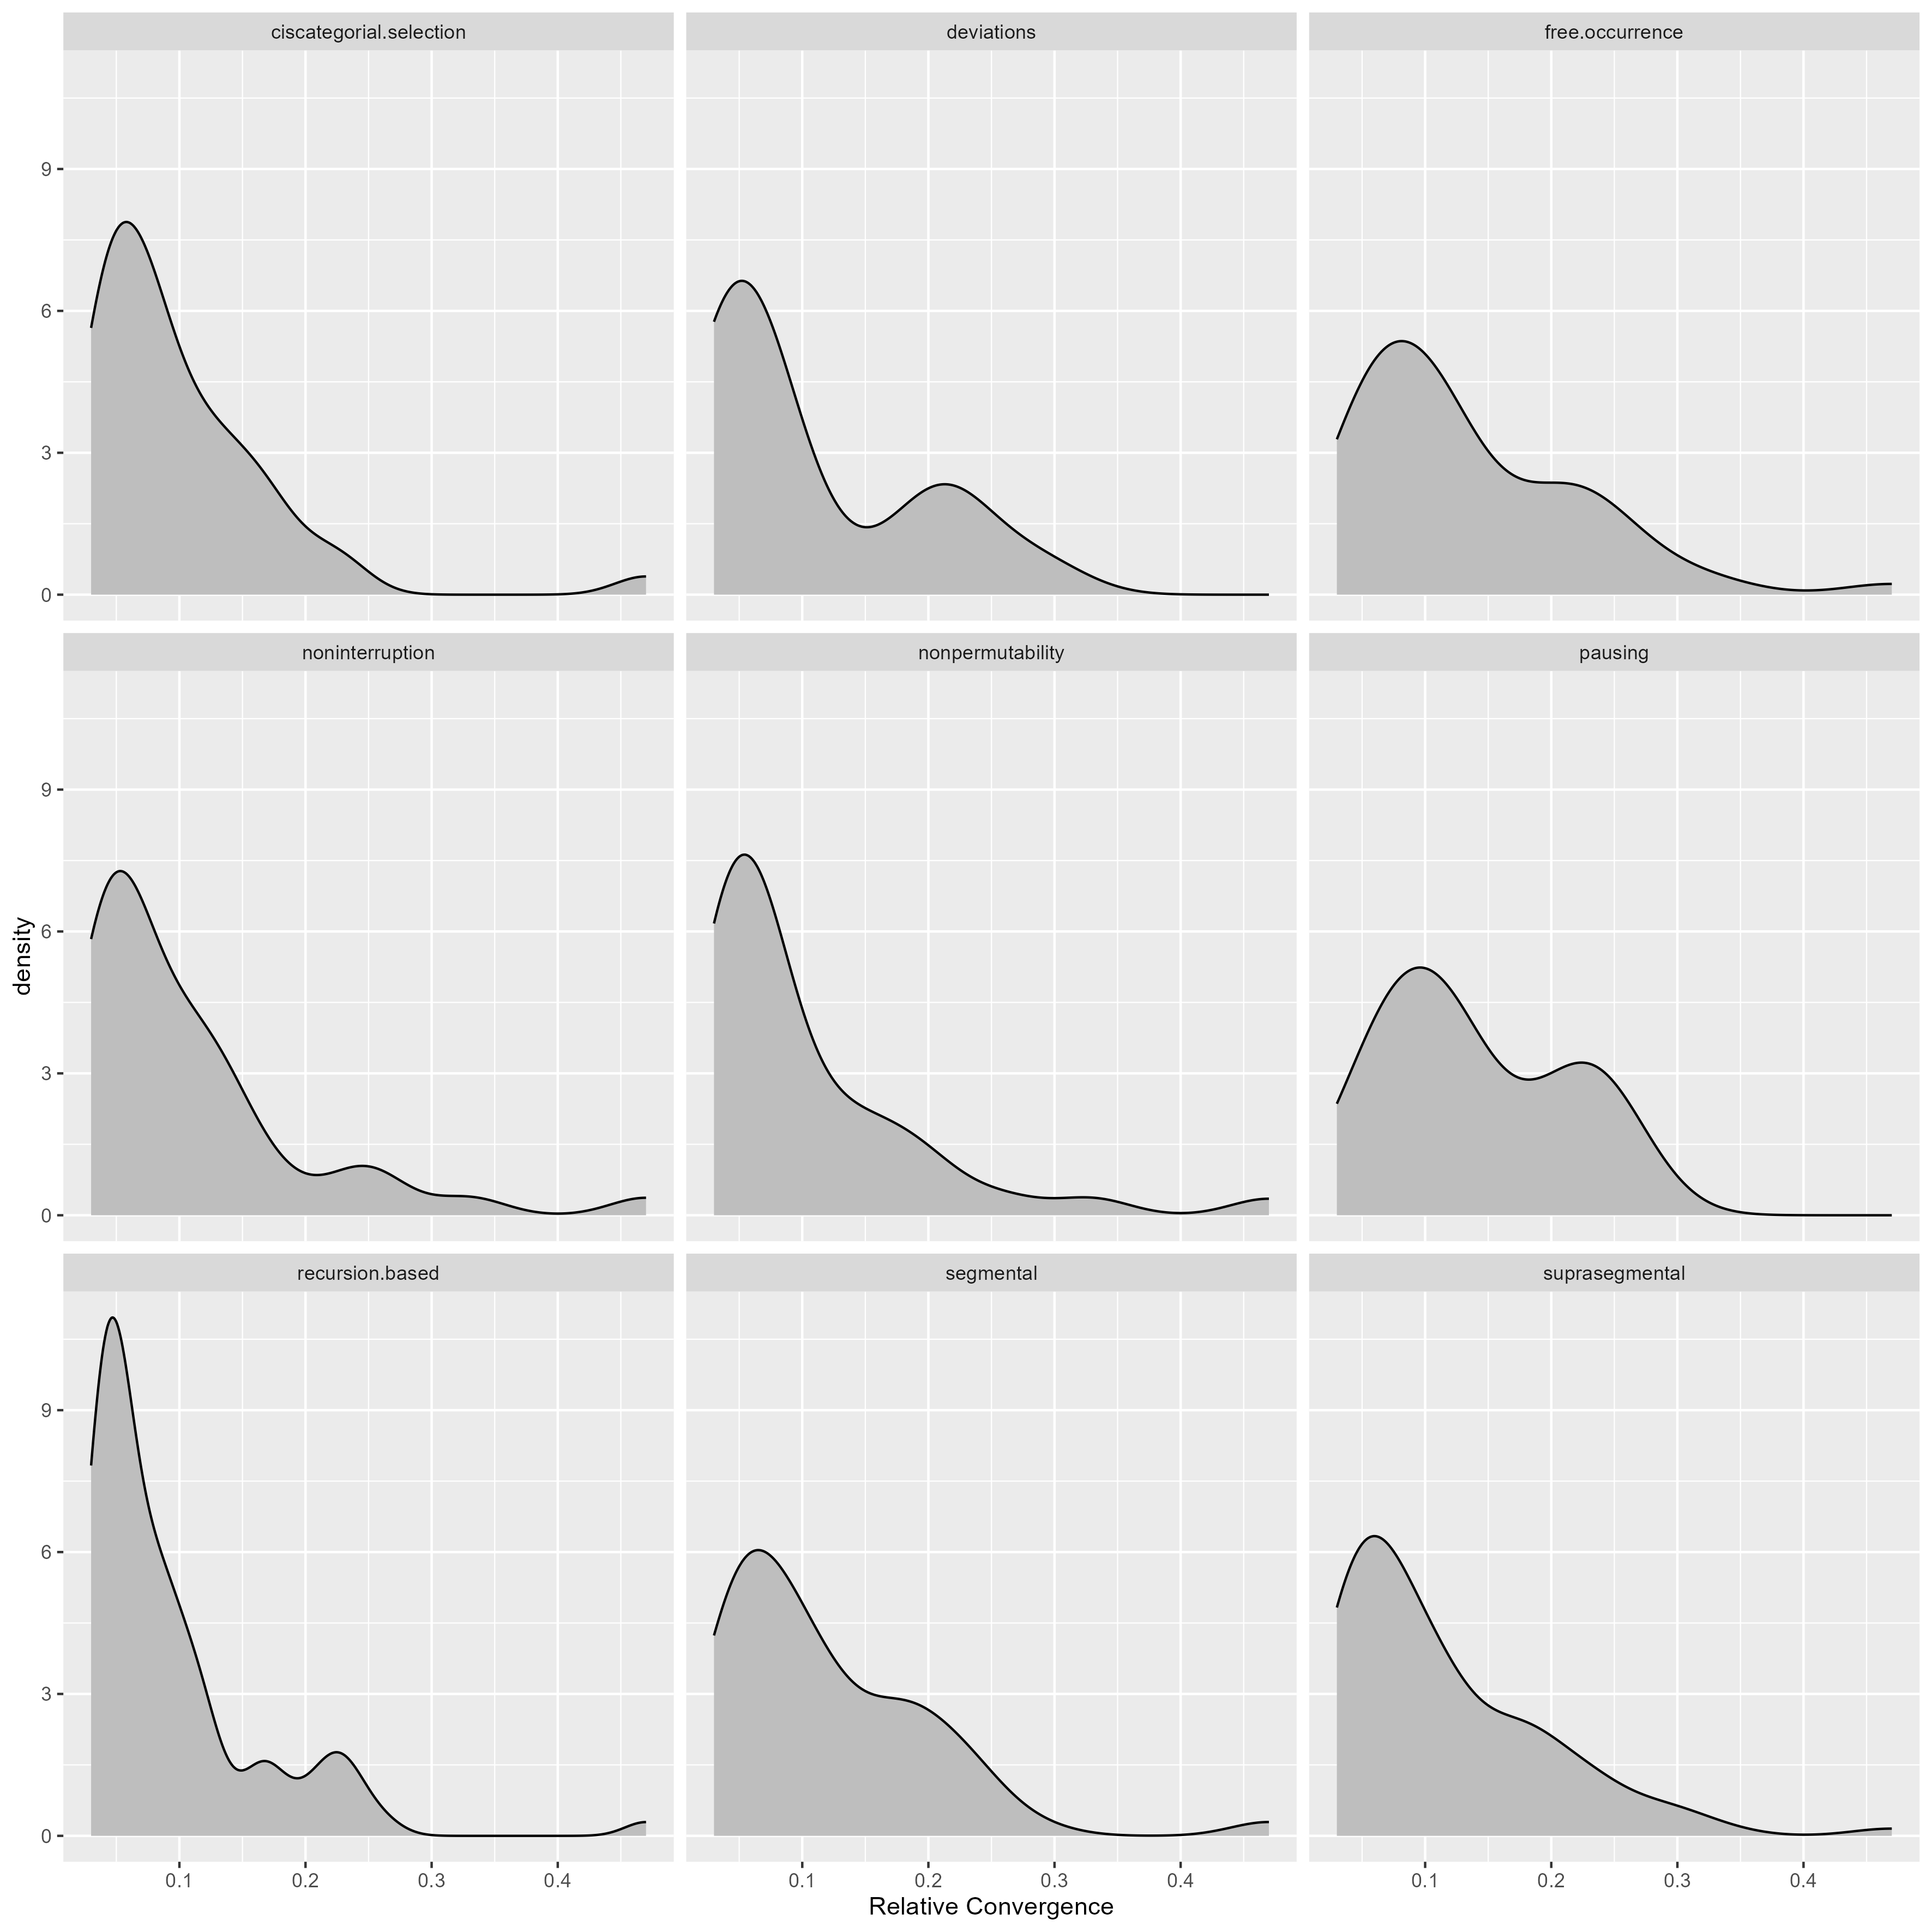 ciscategorial.selection
deviations
free.occurrence
9
6
3
0
noninterruption
nonpermutability
pausing
9
6
3
0
density
recursion.based
segmental
suprasegmental
9
6
3
0
0.1 0.2 0.3 0.4 0.1 0.2 0.3 0.4 0.1 0.2 0.3 0.4
Relative Convergence